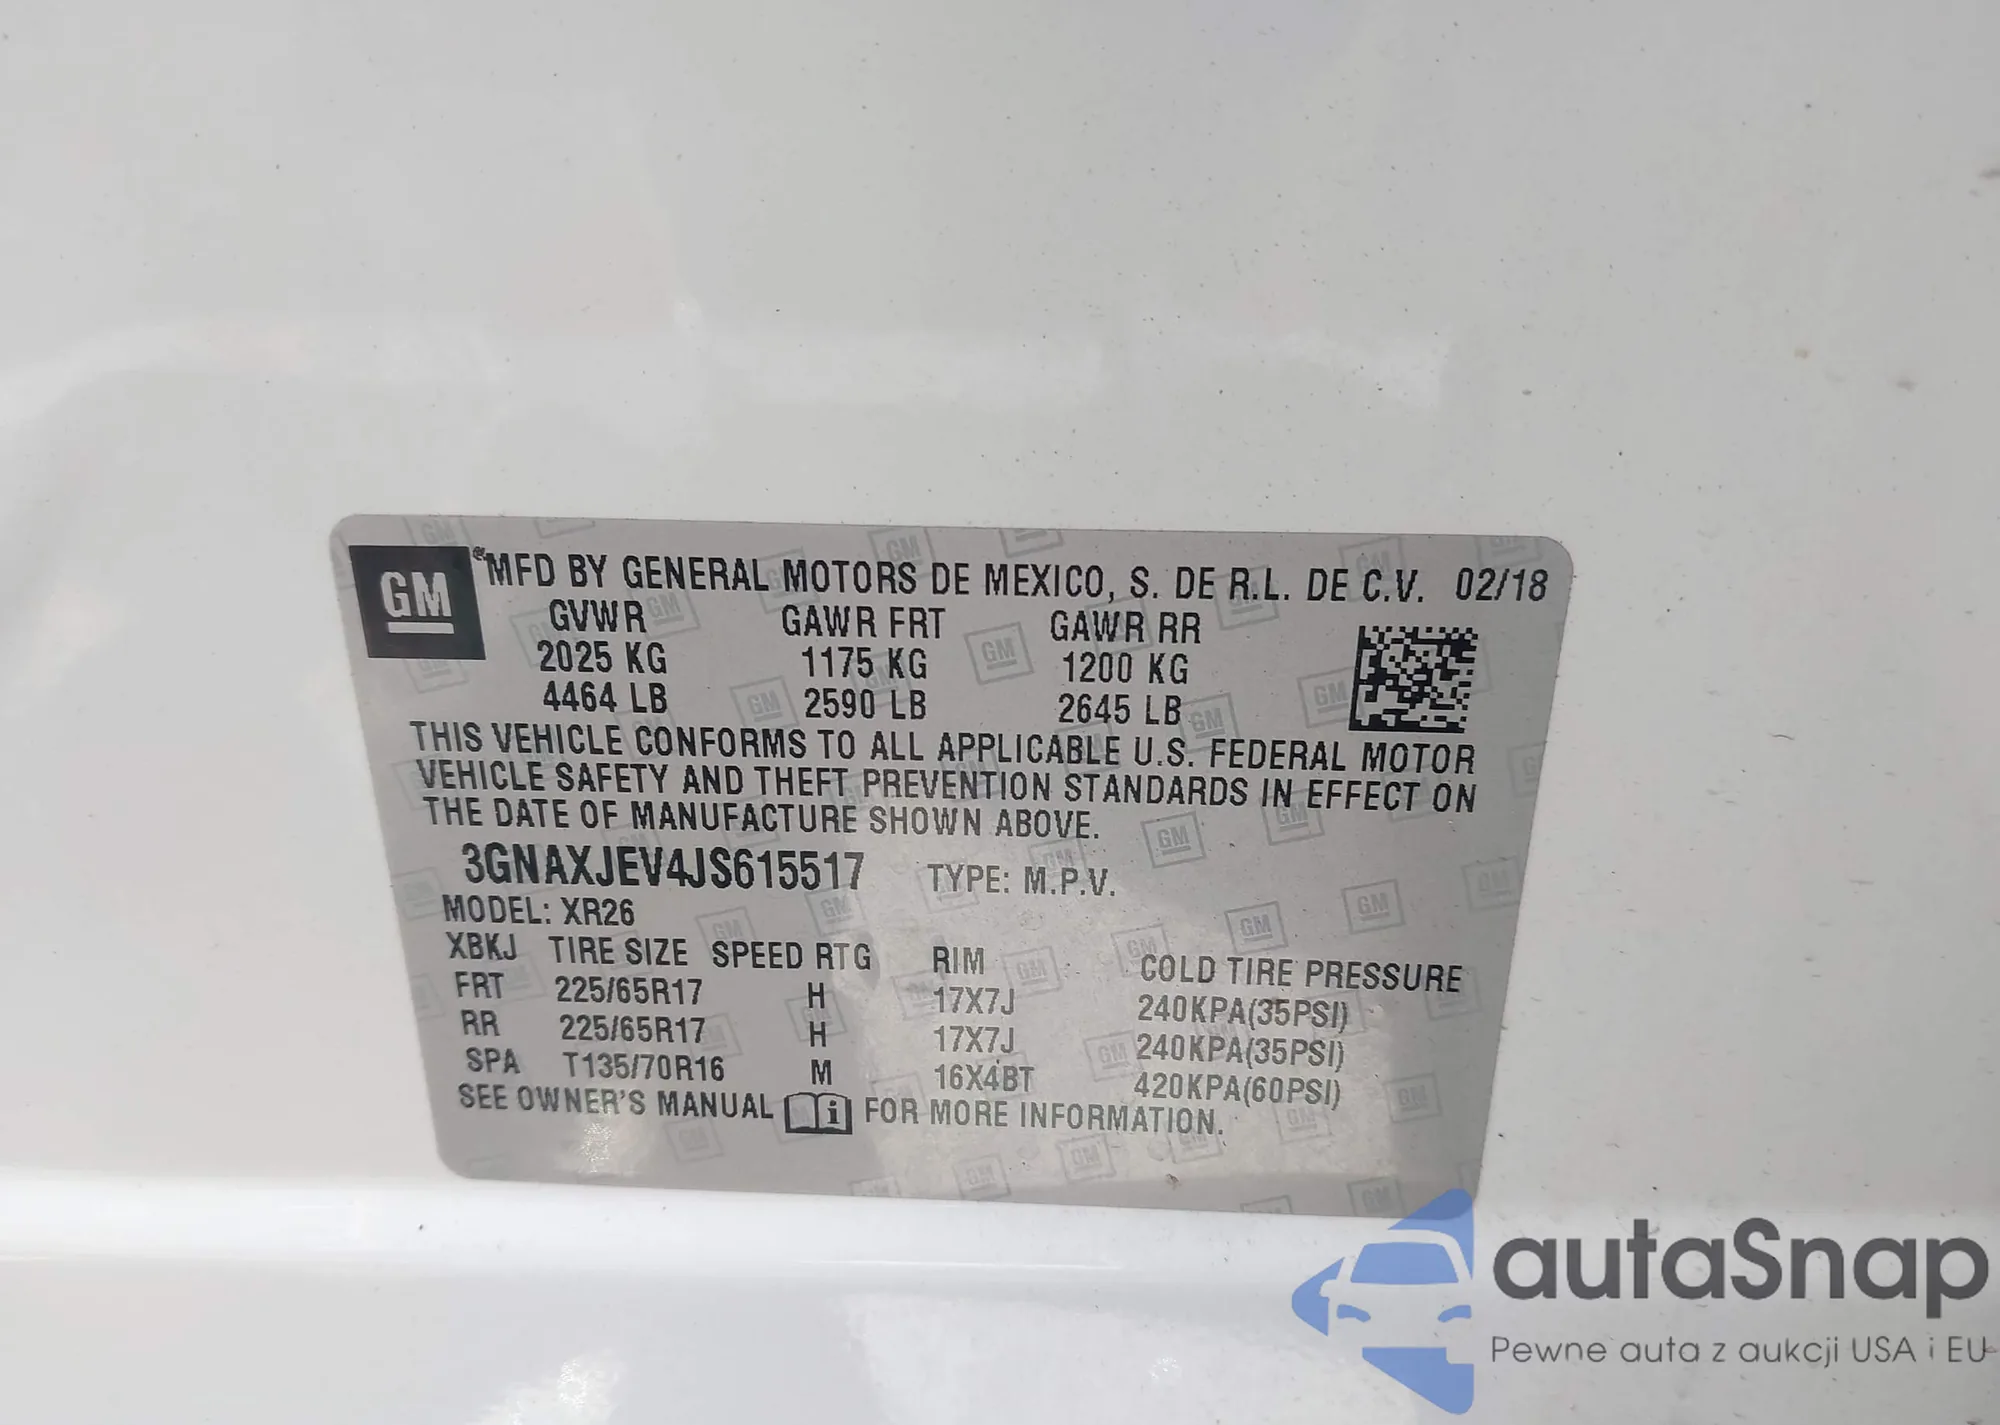 GM MFD BY GENERAL MOTORS DE MEXICO, S. DE R.L. DE C.V. 02/18
GVWR GAWR FRT GAWR RR
2025 KG 1175 KG 1200 KG
4464 LB 2590 LB 2645 LB
THIS VEHICLE CONFORMS TO ALL APPLICABLE U.S. FEDERAL MOTOR
VEHICLE SAFETY AND THEFT PREVENTION STANDARDS IN EFFECT ON
THE DATE OF MANUFACTURE SHOWN ABOVE.
3GNAXJEV4JS615517 TYPE: M.P.V.
MODEL: XR26
XBKJ TIRE SIZE SPEED RTG RIM COLD TIRE PRESSURE
FRT 225/65R17 H 17X7J 240KPA(35PSI)
RR 225/65R17 H 17X7J 240KPA(35PSI)
SPA T135/70R16 M 16X4BT 420KPA(60PSI)
SEE OWNER'S MANUAL i FOR MORE INFORMATION.
autaSnap
Pewne auta z aukcji USA i EU